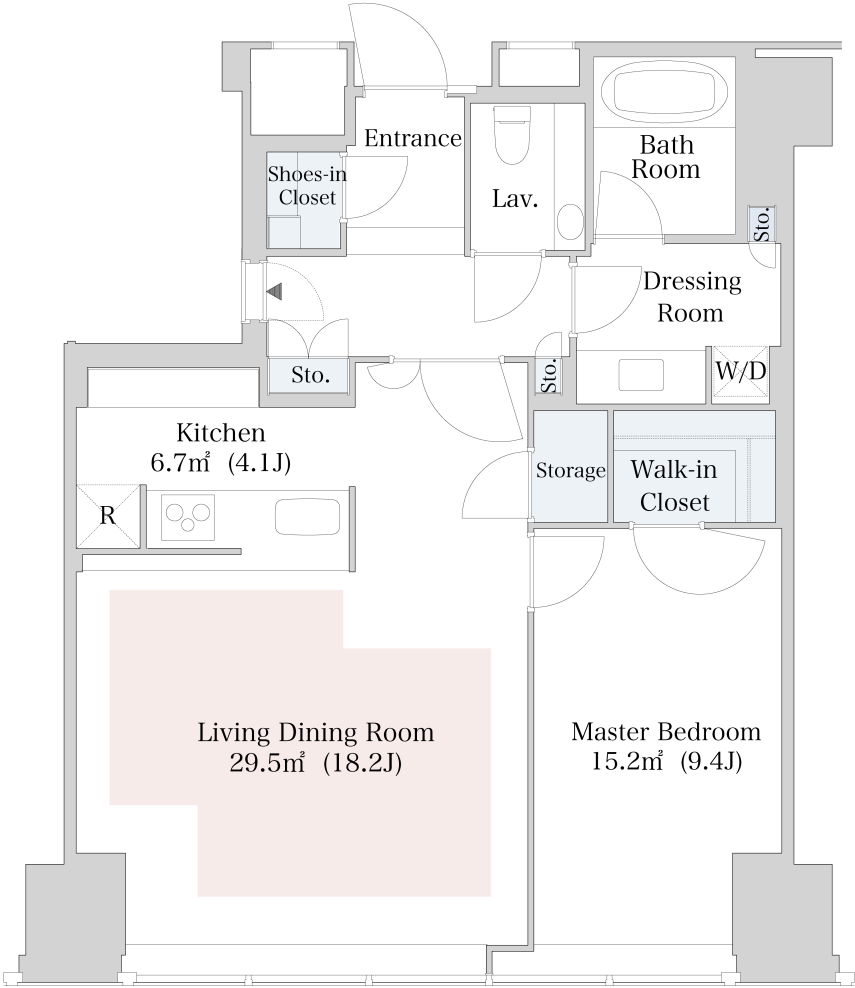 Entrance
Shoes-in
Closet
Lav.
Bath
Room
Sto.
Dressing
Room
Sto.
Sto.
W/D
Kitchen
6.7㎡ (4.1J)
R
Storage
Walk-in
Closet
Living Dining Room
29.5㎡ (18.2J)
Master Bedroom
15.2㎡ (9.4J)